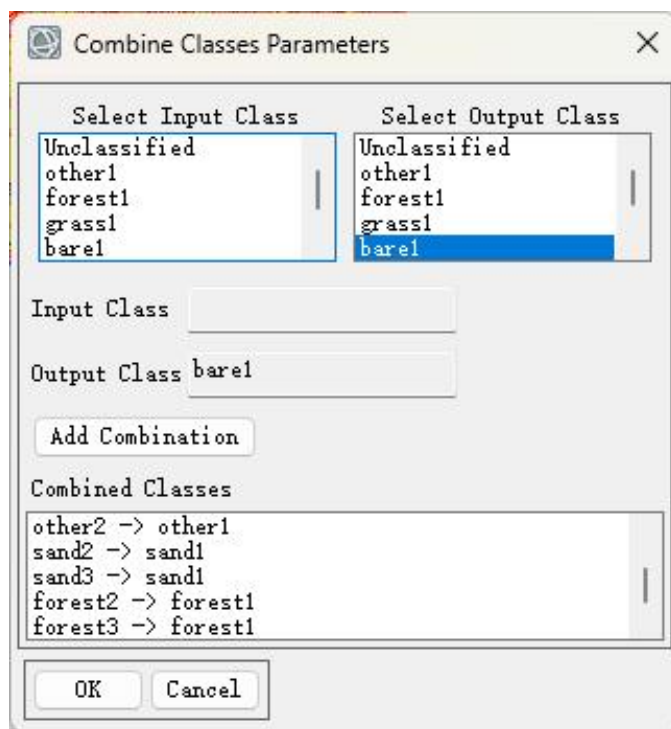 Combine Classes Parameters
Select Input Class
Select Output Class
Unclassified
other1
forest1
grass1
bare1
Unclassified
other1
forest1
grass1
bare1
Input Class
Output Class bare1
Add Combination
Combined Classes
other2 -> other1
sand2 -> sand1
sand3 -> sand1
forest2 -> forest1
forest3 -> forest1
OK
Cancel